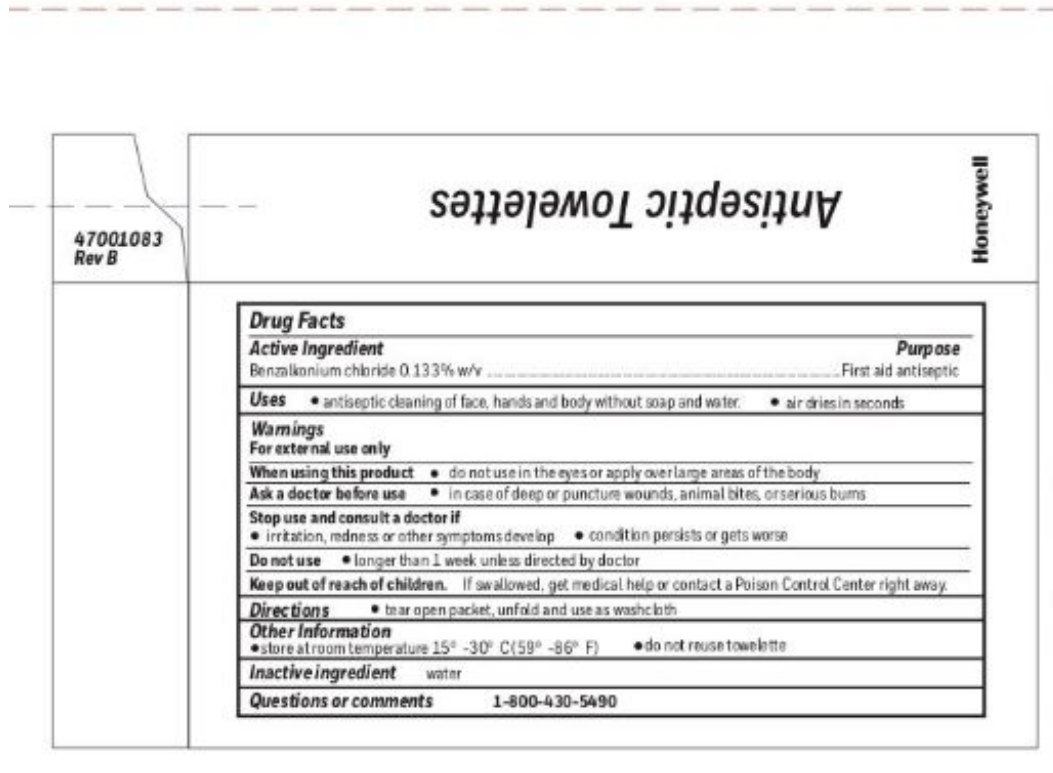 Antiseptic Towelettes
Honeywell
47001083
Rev B
Drug Facts
Active Ingredient Purpose
Benzalkonium chloride 0.133% w/v ........ First aid antiseptic
Uses • antiseptic cleaning of face, hands and body without soap and water. • air dries in seconds
Warnings
For external use only
When using this product • do not use in the eyes or apply over large areas of the body
Ask a doctor before use • in case of deep or puncture wounds, animal bites, or serious burns
Stop use and consult a doctor if
• irritation, redness or other symptoms develop • condition persists or gets worse
Do not use • longer than 1 week unless directed by doctor
Keep out of reach of children. If swallowed, get medical help or contact a Poison Control Center right away.
Directions • tear open packet, unfold and use as washcloth
Other Information
• store at room temperature 15° -30° C (59° -86° F) • do not reuse towelette
Inactive ingredient water
Questions or comments 1-800-430-5490